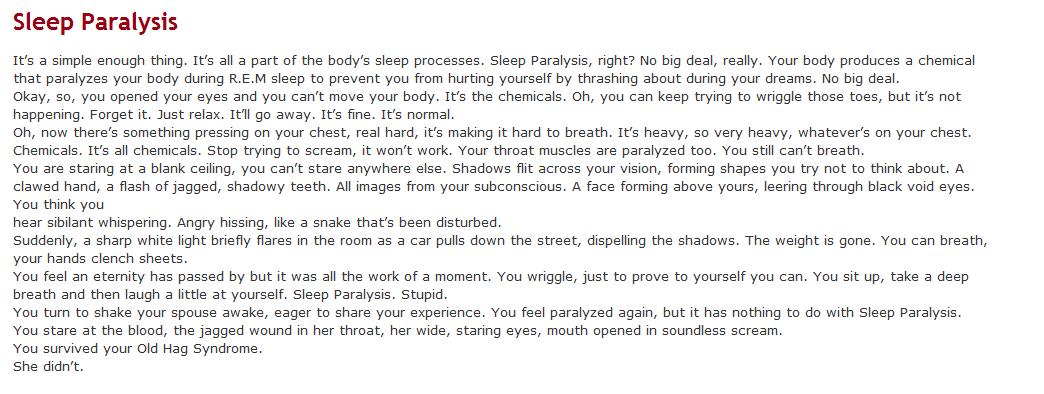 Sleep Paralysis
It’s a simple enough thing. It’s all a part of the body’s sleep processes. Sleep Paralysis, right? No big deal, really. Your body produces a chemical
that paralyzes your body during R.E.M sleep to prevent you from hurting yourself by thrashing about during your dreams. No big deal.
Okay, so, you opened your eyes and you can’t move your body. It’s the chemicals. Oh, you can keep trying to wriggle those toes, but it’s not
happening. Forget it. Just relax. It’ll go away. It’s fine. It’s normal.
Oh, now there’s something pressing on your chest, real hard, it’s making it hard to breath. It’s heavy, so very heavy, whatever’s on your chest.
Chemicals. It’s all chemicals. Stop trying to scream, it won’t work. Your throat muscles are paralyzed too. You still can’t breath.
You are staring at a blank ceiling, you can’t stare anywhere else. Shadows flit across your vision, forming shapes you try not to think about. A
clawed hand, a flash of jagged, shadowy teeth. All images from your subconscious. A face forming above yours, leering through black void eyes.
You think you
hear sibilant whispering. Angry hissing, like a snake that’s been disturbed.
Suddenly, a sharp white light briefly flares in the room as a car pulls down the street, dispelling the shadows. The weight is gone. You can breath,
your hands clench sheets.
You feel an eternity has passed by but it was all the work of a moment. You wriggle, just to prove to yourself you can. You sit up, take a deep
breath and then laugh a little at yourself. Sleep Paralysis. Stupid.
You turn to shake your spouse awake, eager to share your experience. You feel paralyzed again, but it has nothing to do with Sleep Paralysis.
You stare at the blood, the jagged wound in her throat, her wide, staring eyes, mouth opened in soundless scream.
You survived your Old Hag Syndrome.
She didn’t.